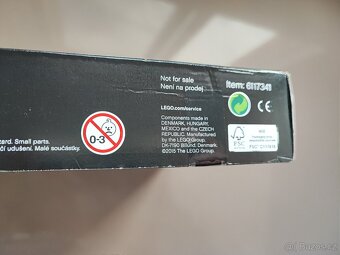 Not for sale
Není na prodej
Item: 6117341
LEGO.com/service
Components made in
DENMARK, HUNGARY,
MEXICO and the CZECH
REPUBLIC. Manufactured
by The LEGO Group,
DK-7190 Billund, Denmark.
©2015 The LEGO Group.
0-3
zard. Small parts.
čí udušení. Malé součástky.
CE
FSC
MIX